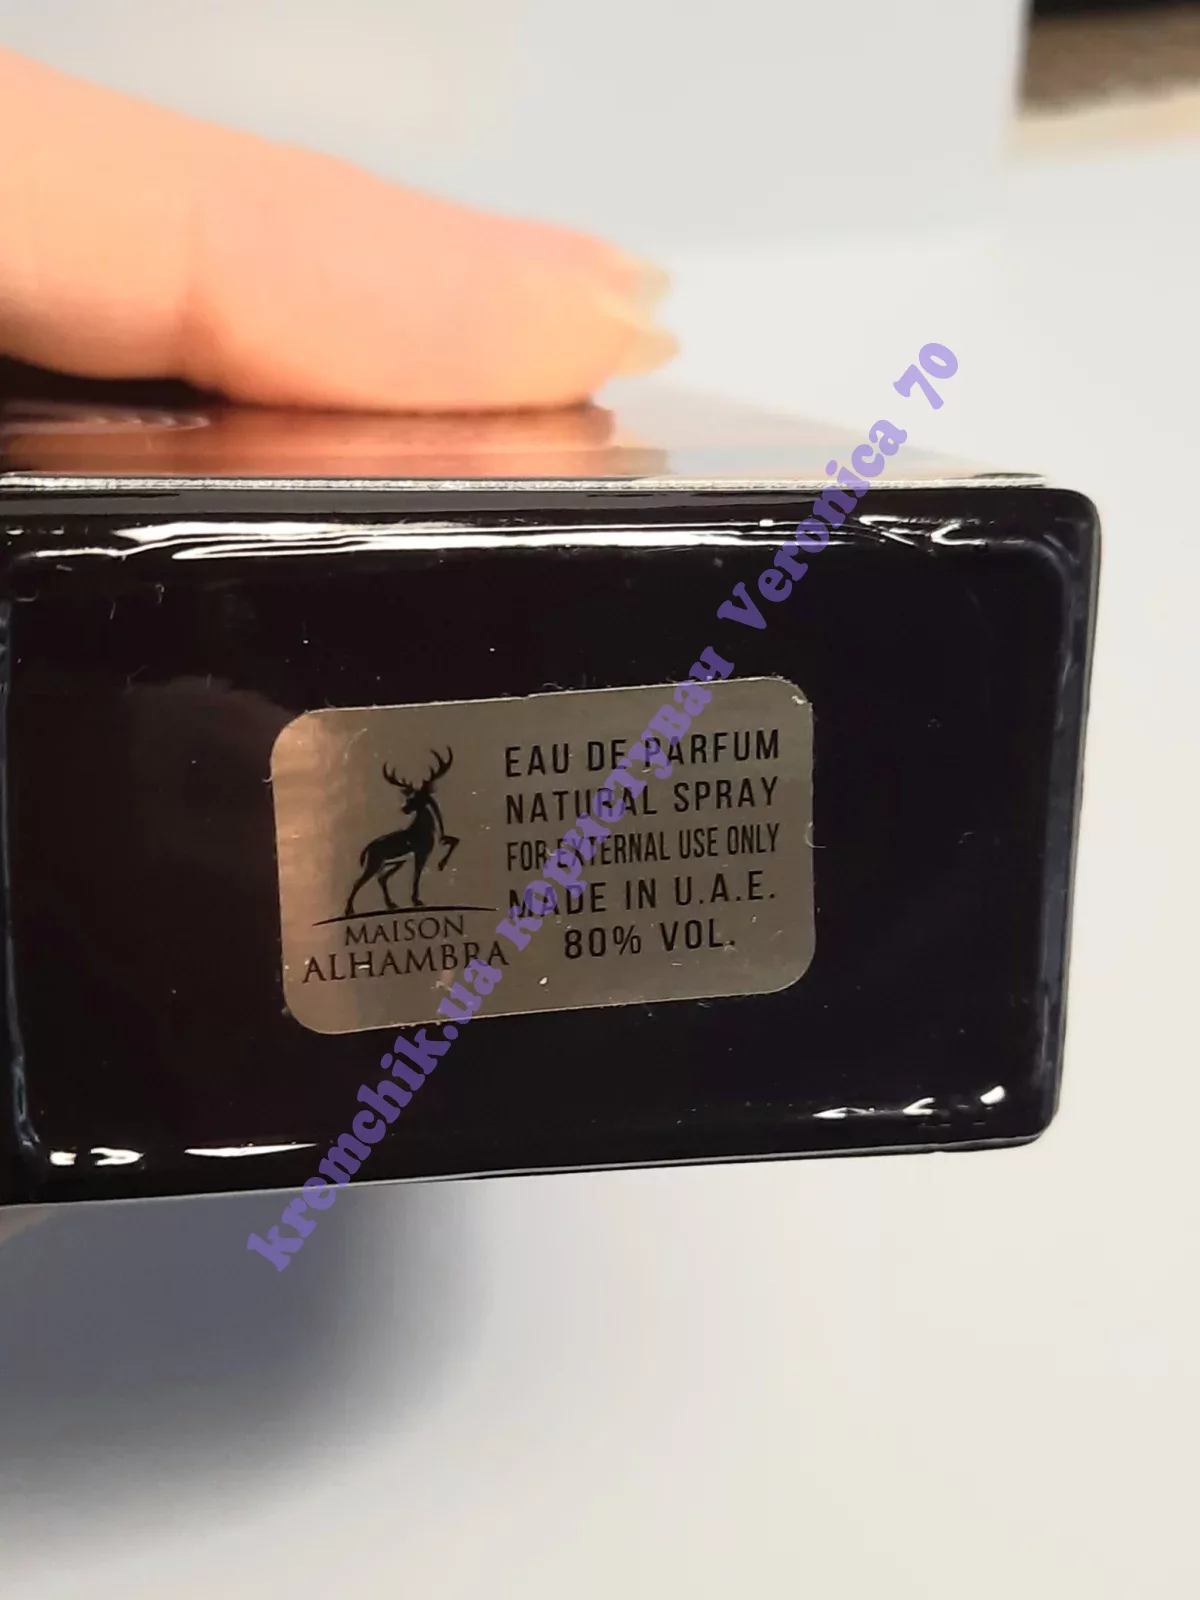 EAU DE PARFUM
NATURAL SPRAY
FOR EXTERNAL USE ONLY
MADE IN U.A.E.
80% VOL.
MAISON
ALHAMBRA
kremchik.ua користувач Veronica 70